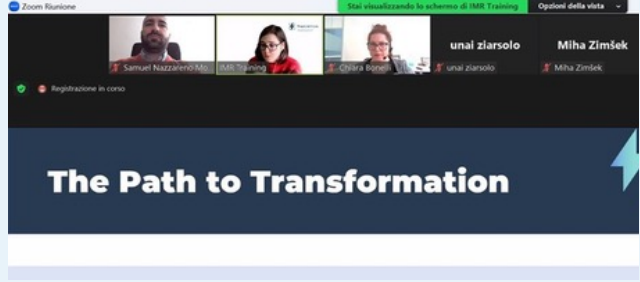 Zoom Riunione
Stai visualizzando lo schermo di IMR Training
Opzioni della vista
Samuel Nazzareno Mo...
IMR Training
Chiara Bonelli
unai ziarsolo
unai ziarsolo
Miha Zimšek
Miha Zimšek
Registrazione in corso
The Path to Transformation